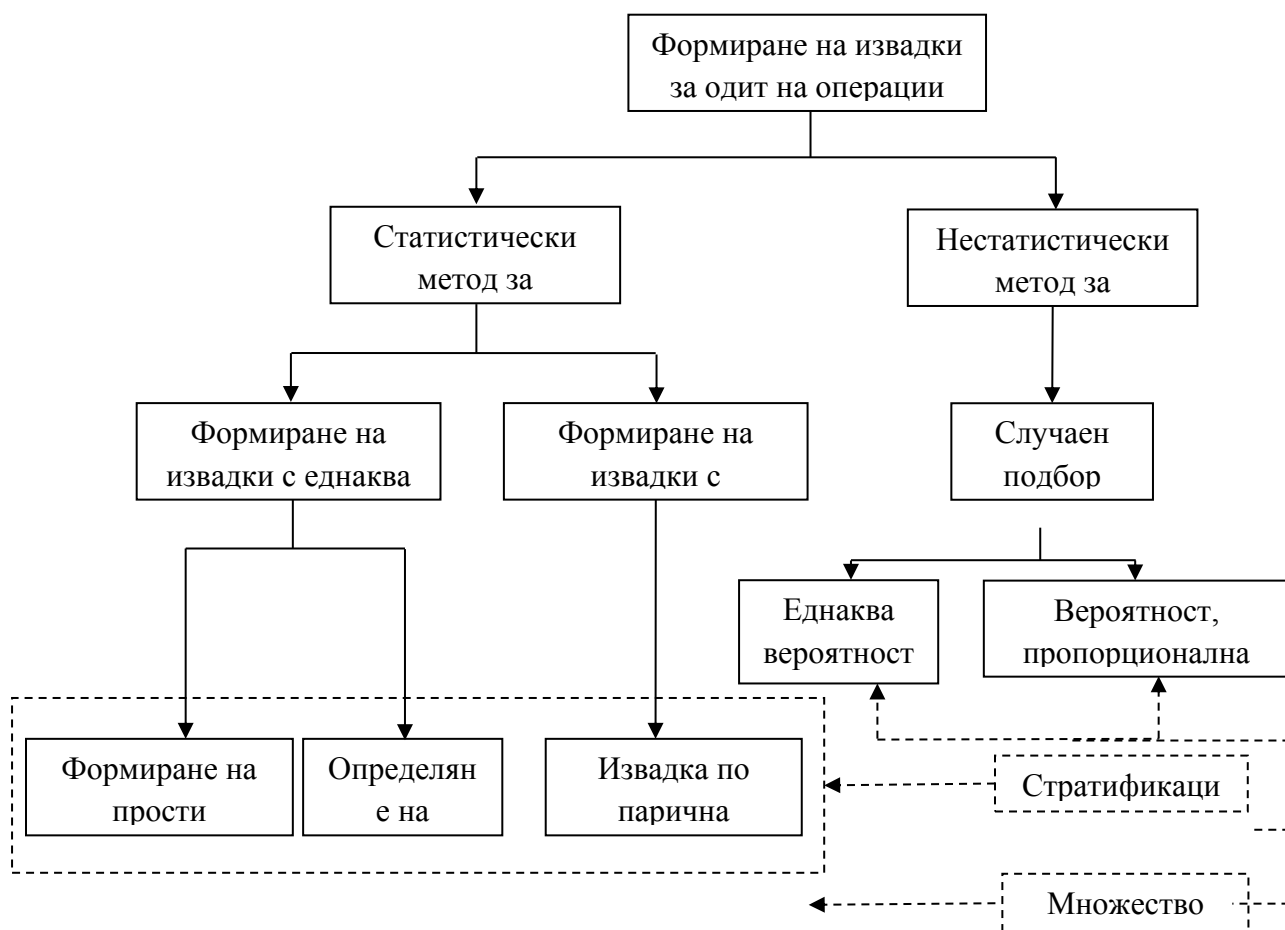 Формиране на извадки
за одит на операции
Статистически
метод за
Нестатистически
метод за
Формиране на
извадки с еднаква
Формиране на
извадки с
Случаен
подбор
Еднаква
вероятност
Вероятност,
пропорционална
Формиране на
прости
Определян
е на
Извадка по
парична
Стратификаци
Множество